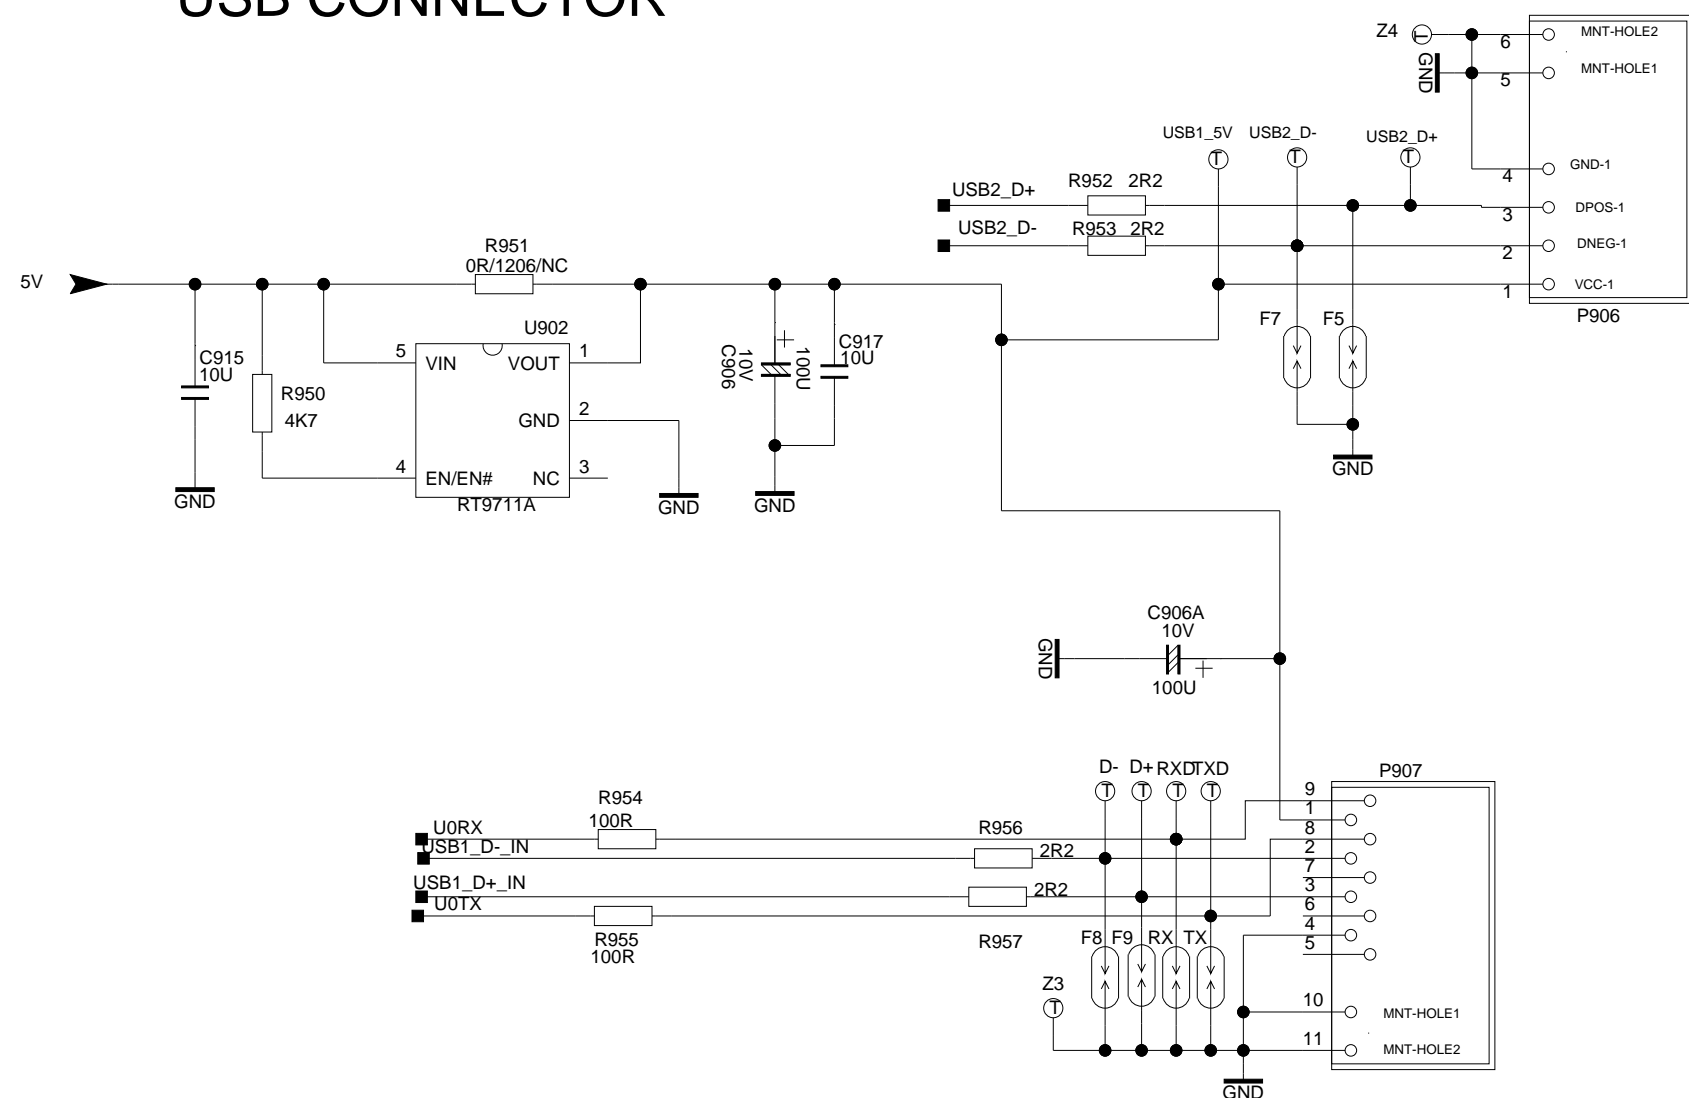 USB CONNECTOR
Z4
GND
6
MNT-HOLE2
5
MNT-HOLE1
USB1_5V
USB2_D-
USB2_D+
T
T
T
T
4
GND-1
USB2_D+
R952 2R2
3
DPOS-1
USB2_D-
R953 2R2
2
DNEG-1
1
VCC-1
P906
5V
R951
0R/1206/NC
U902
5
VIN
VOUT
1
GND
2
4
EN/EN#
NC
3
RT9711A
C915
10U
R950
4K7
GND
GND
C906
10V
100U
C917
10U
GND
F7
F5
GND
C906A
10V
GND
100U
D-
D+
RXD
TXD
T
T
T
T
P907
R954
100R
U0RX
USB1_D-_IN
R956
2R2
USB1_D+_IN
U0TX
2R2
R955
100R
R957
F8
F9
RX
TX
Z3
T
9
1
8
2
7
3
6
4
5
10
MNT-HOLE1
11
MNT-HOLE2
GND